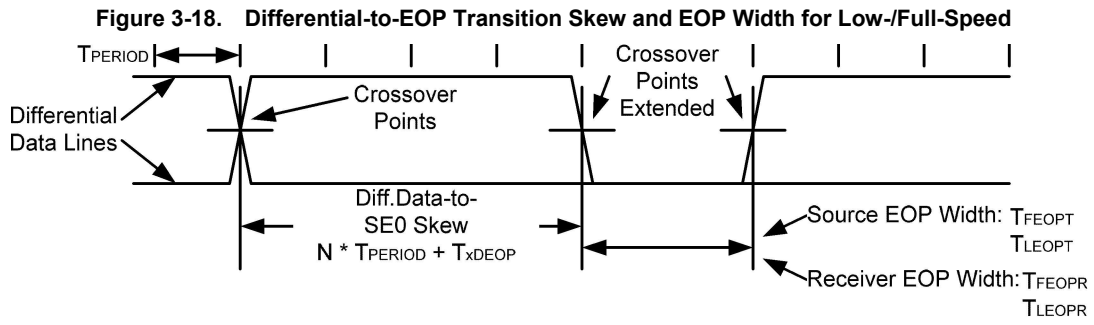 Figure 3-18. Differential-to-EOP Transition Skew and EOP Width for Low-/Full-Speed
TPERIOD
Crossover
Points
Extended
Crossover
Points
Differential
Data Lines
Diff.Data-to-
SE0 Skew
N * TPERIOD + TxDEOP
Source EOP Width: TFEOPT
TLEOPT
Receiver EOP Width: TFEOPR
TLEOPR